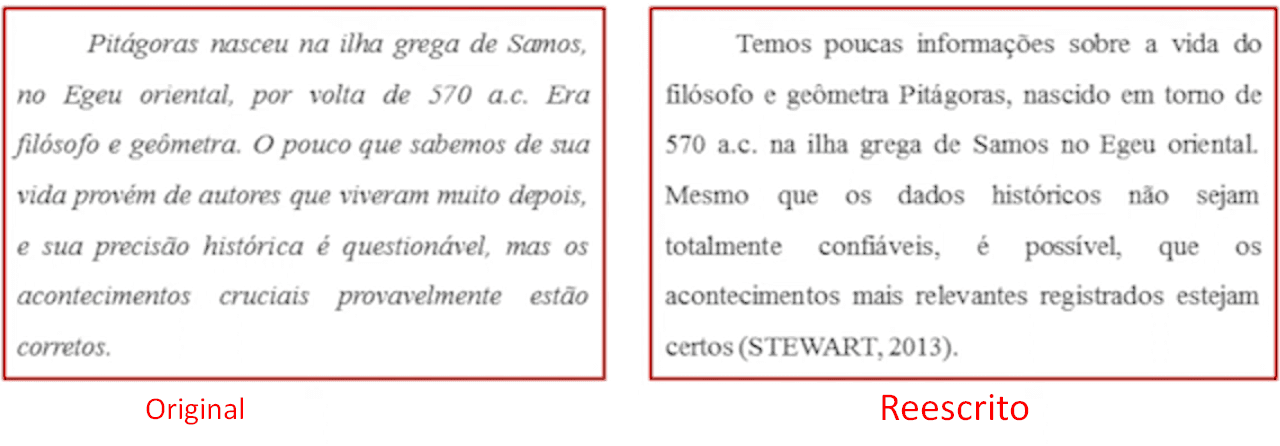 Pitágoras nasceu na ilha grega de Samos,
no Egeu oriental, por volta de 570 a.c. Era
filósofo e geômetra. O pouco que sabemos de sua
vida provém de autores que viveram muito depois,
e sua precisão histórica é questionável, mas os
acontecimentos cruciais provavelmente estão
corretos.
Original
Temos poucas informações sobre a vida do
filósofo e geômetra Pitágoras, nascido em torno de
570 a.c. na ilha grega de Samos no Egeu oriental.
Mesmo que os dados históricos não sejam
totalmente confiáveis, é possível, que os
acontecimentos mais relevantes registrados estejam
certos (STEWART, 2013).
Reescrito